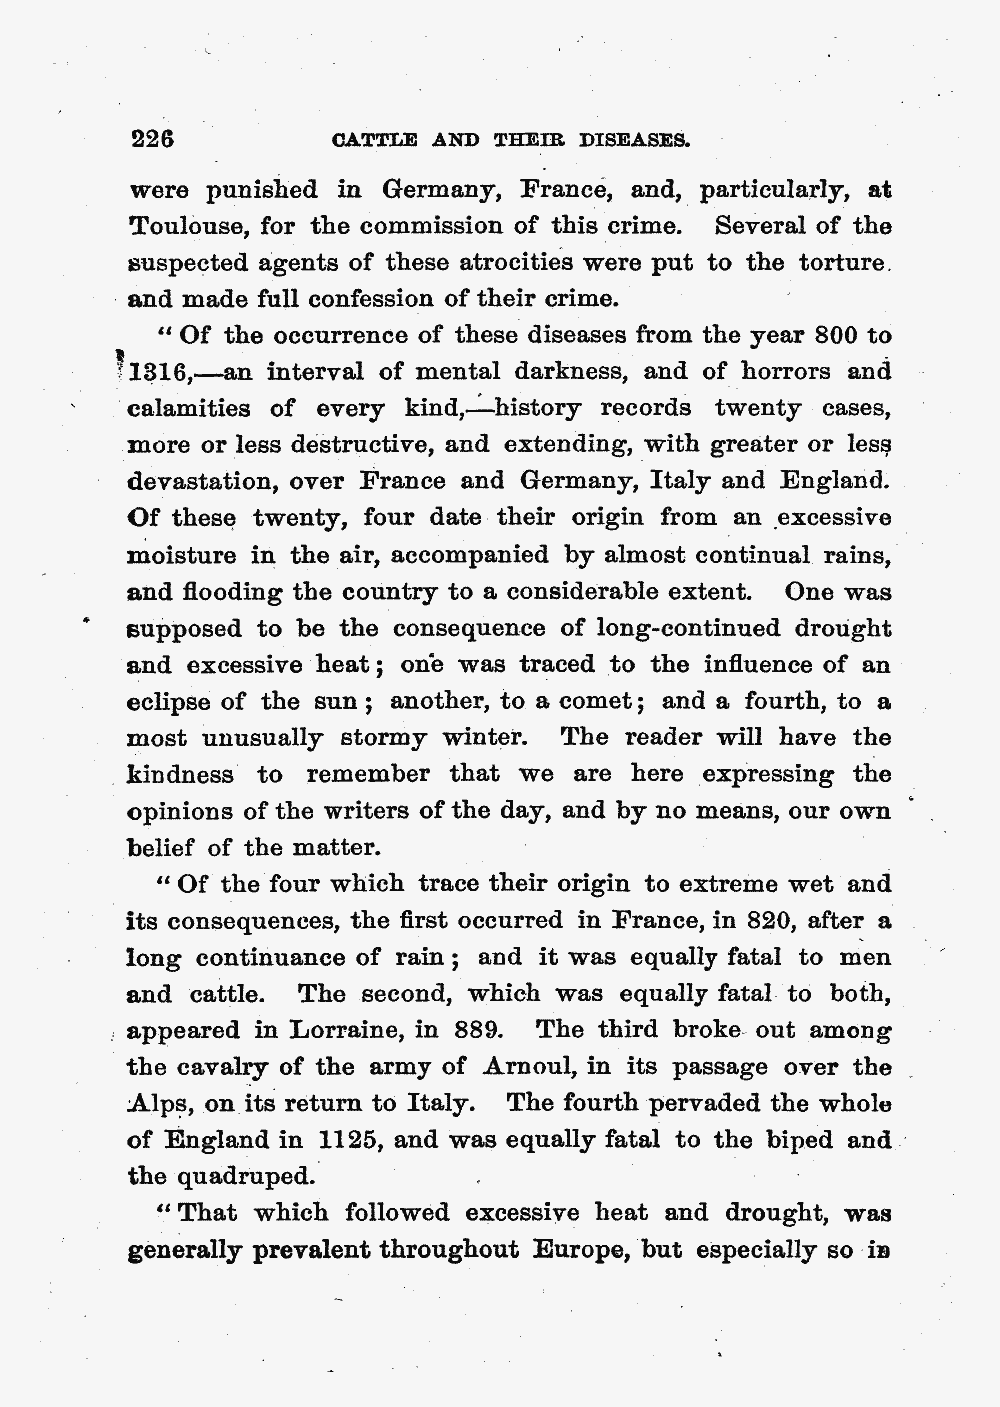 226 CATTLE AND THEIR DISEASES.
were punished in Germany, France, and, particularly, at
Toulouse, for the commission of this crime. Several of the
suspected agents of these atrocities were put to the torture.
and made full confession of their crime.
“ Of the occurrence of these diseases from the year 800 to
1316,—an interval of mental darkness, and of horrors and
calamities of every kind,—history records twenty cases,
more or less destructive, and extending, with greater or less
devastation, over France and Germany, Italy and England.
Of these twenty, four date their origin from an excessive
moisture in the air, accompanied by almost continual rains,
and flooding the country to a considerable extent. One was
supposed to be the consequence of long-continued drought
and excessive heat ; one was traced to the influence of an
eclipse of the sun ; another, to a comet ; and a fourth, to a
most unusually stormy winter. The reader will have the
kindness to remember that we are here expressing the
opinions of the writers of the day, and by no means, our own
belief of the matter.
“ Of the four which trace their origin to extreme wet and
its consequences, the first occurred in France, in 820, after a
long continuance of rain ; and it was equally fatal to men
and cattle. The second, which was equally fatal to both,
appeared in Lorraine, in 889. The third broke out among
the cavalry of the army of Arnoul, in its passage over the
Alps, on its return to Italy. The fourth pervaded the whole
of England in 1125, and was equally fatal to the biped and
the quadruped.
“ That which followed excessive heat and drought, was
generally prevalent throughout Europe, but especially so in